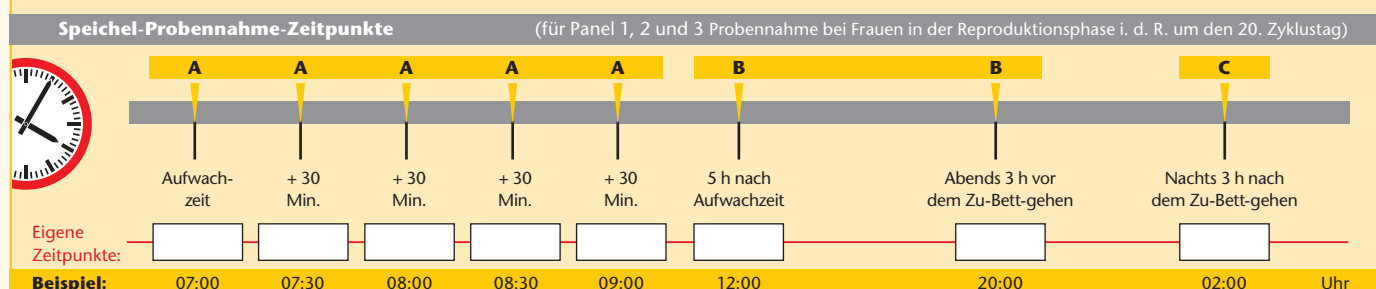 Speichel-Probennahme-Zeitpunkte (für Panel 1, 2 und 3 Probennahme bei Frauen in der Reproduktionsphase i. d. R. um den 20. Zyklustag)
A A A A A B B C
Aufwach- + 30 + 30 + 30 + 30 5 h nach Abends 3 h vor Nachts 3 h nach
zeit Min. Min. Min. Min. Aufwachzeit dem Zu-Bett-gehen dem Zu-Bett-gehen
Eigene
Zeitpunkte:
Beispiel: 07:00 07:30 08:00 08:30 09:00 12:00 20:00 02:00 Uhr